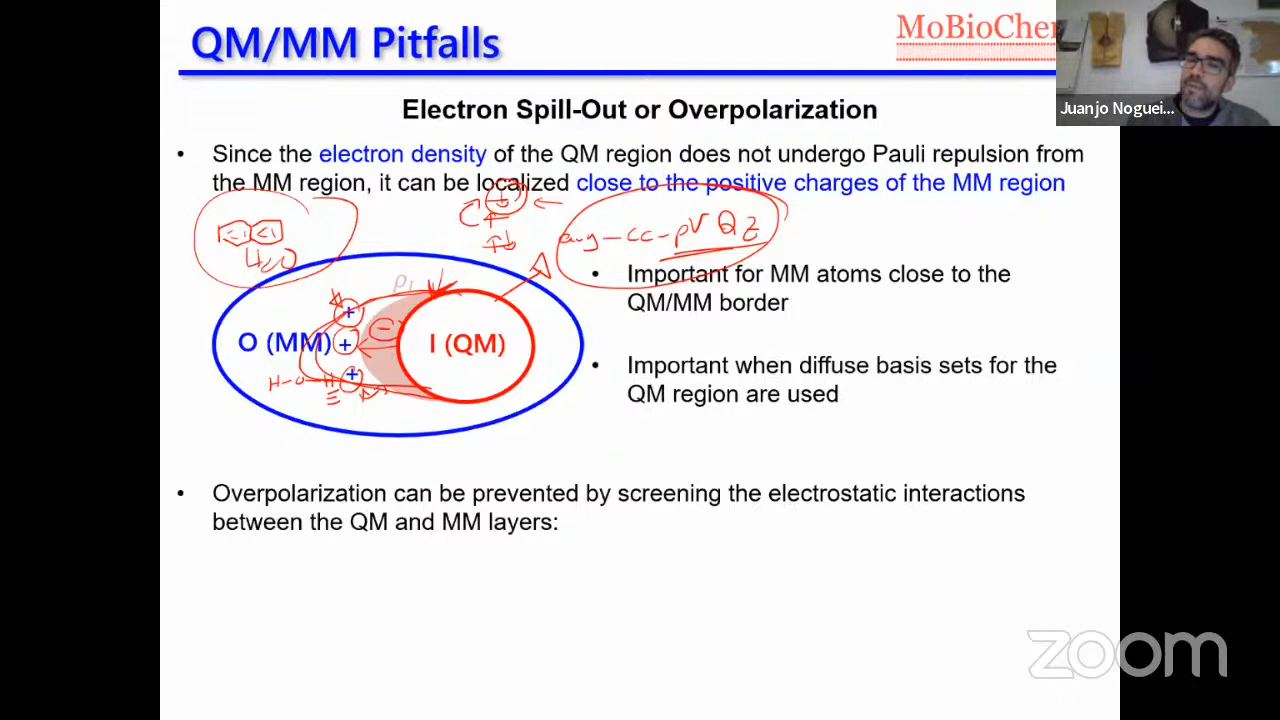 QM/MM Pitfalls
MoBioChem
Juanjo Noguei...
Electron Spill-Out or Overpolarization
• Since the electron density of the QM region does not undergo Pauli repulsion from
the MM region, it can be localized close to the positive charges of the MM region
aug-cc-pVQZ
H2O
• Important for MM atoms close to the
QM/MM border
ρ
+
+
+
−
O (MM)
I (QM)
H-O-H
• Important when diffuse basis sets for the
QM region are used
• Overpolarization can be prevented by screening the electrostatic interactions
between the QM and MM layers:
zoom